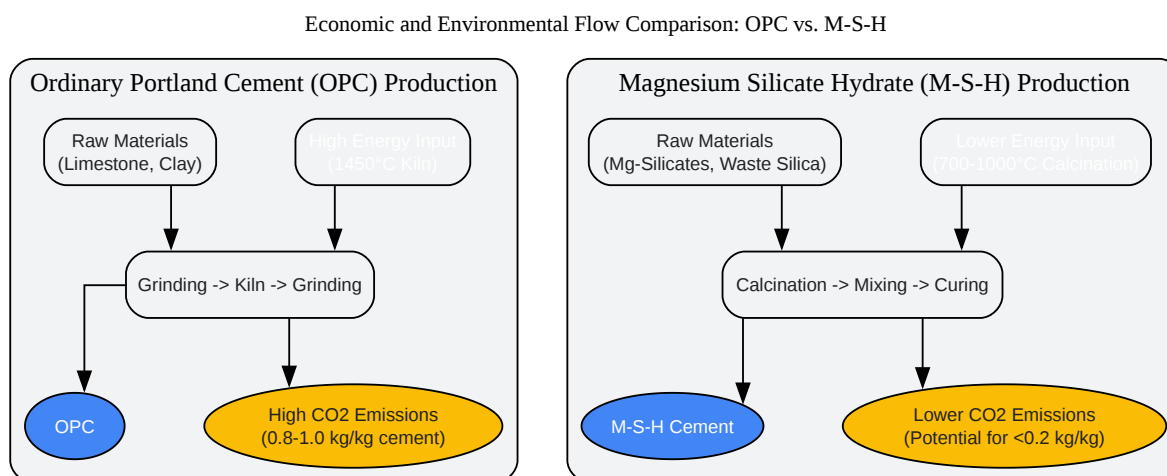 Economic and Environmental Flow Comparison: OPC vs. M-S-H
Ordinary Portland Cement (OPC) Production
Raw Materials
(Limestone, Clay)
High Energy Input
(1450°C Kiln)
Grinding -> Kiln -> Grinding
OPC
High CO2 Emissions
(0.8-1.0 kg/kg cement)
Magnesium Silicate Hydrate (M-S-H) Production
Raw Materials
(Mg-Silicates, Waste Silica)
Lower Energy Input
(700-1000°C Calcination)
Calcination -> Mixing -> Curing
M-S-H Cement
Lower CO2 Emissions
(Potential for <0.2 kg/kg)